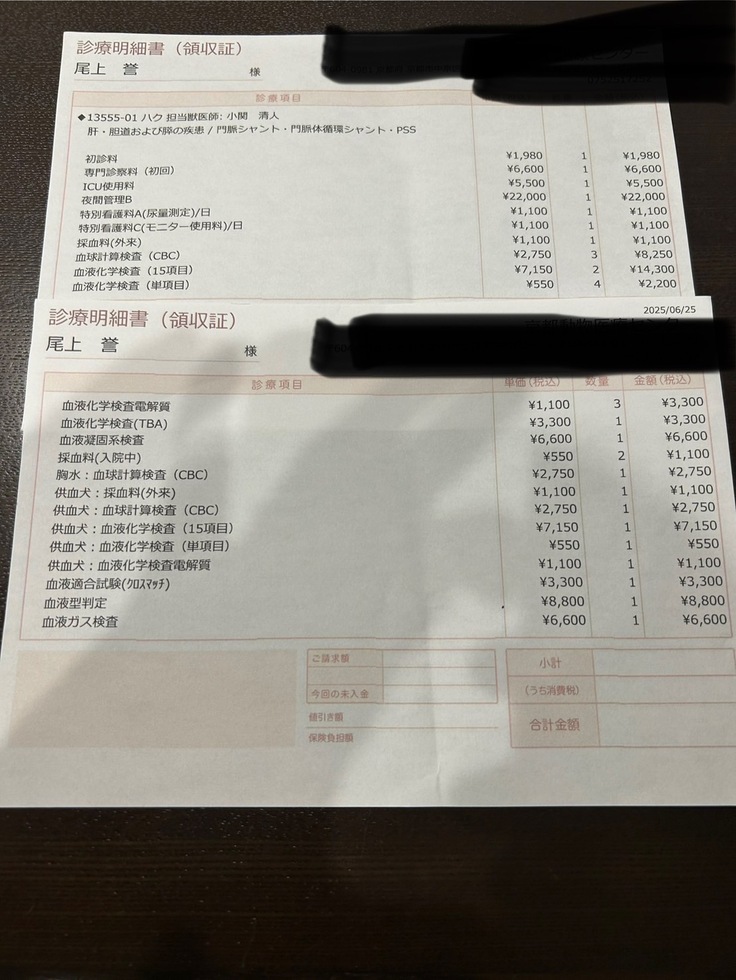 診療明細書（領収証）
尾上　誉　様
診療項目
◆13555-01 ハク 担当獣医師: 小関　清人
肝・胆道および膵の疾患 / 門脈シャント・門脈体循環シャント・PSS
初診料 ¥1,980 1 ¥1,980
専門診察料（初回） ¥6,600 1 ¥6,600
ICU使用料 ¥5,500 1 ¥5,500
夜間管理B ¥22,000 1 ¥22,000
特別看護料A(尿量測定)/日 ¥1,100 1 ¥1,100
特別看護料C(モニター使用料)/日 ¥1,100 1 ¥1,100
採血料(外来) ¥1,100 1 ¥1,100
血球計算検査（CBC） ¥2,750 3 ¥8,250
血液化学検査（15項目） ¥7,150 2 ¥14,300
血液化学検査（単項目） ¥550 4 ¥2,200
診療明細書（領収証） 2025/06/25
尾上　誉　様
診療項目 単価(税込) 数量 金額(税込)
血液化学検査電解質 ¥1,100 3 ¥3,300
血液化学検査(TBA) ¥3,300 1 ¥3,300
血液凝固系検査 ¥6,600 1 ¥6,600
採血料(入院中) ¥550 2 ¥1,100
胸水：血球計算検査（CBC） ¥2,750 1 ¥2,750
供血犬：採血料(外来) ¥1,100 1 ¥1,100
供血犬：血球計算検査（CBC） ¥2,750 1 ¥2,750
供血犬：血液化学検査（15項目） ¥7,150 1 ¥7,150
供血犬：血液化学検査（単項目） ¥550 1 ¥550
供血犬：血液化学検査電解質 ¥1,100 1 ¥1,100
血液適合試験(ｸﾛｽﾏｯﾁ) ¥3,300 1 ¥3,300
血液型判定 ¥8,800 1 ¥8,800
血液ガス検査 ¥6,600 1 ¥6,600
ご請求額
今回の未入金
値引き額
保険負担額
小計
（うち消費税）
合計金額